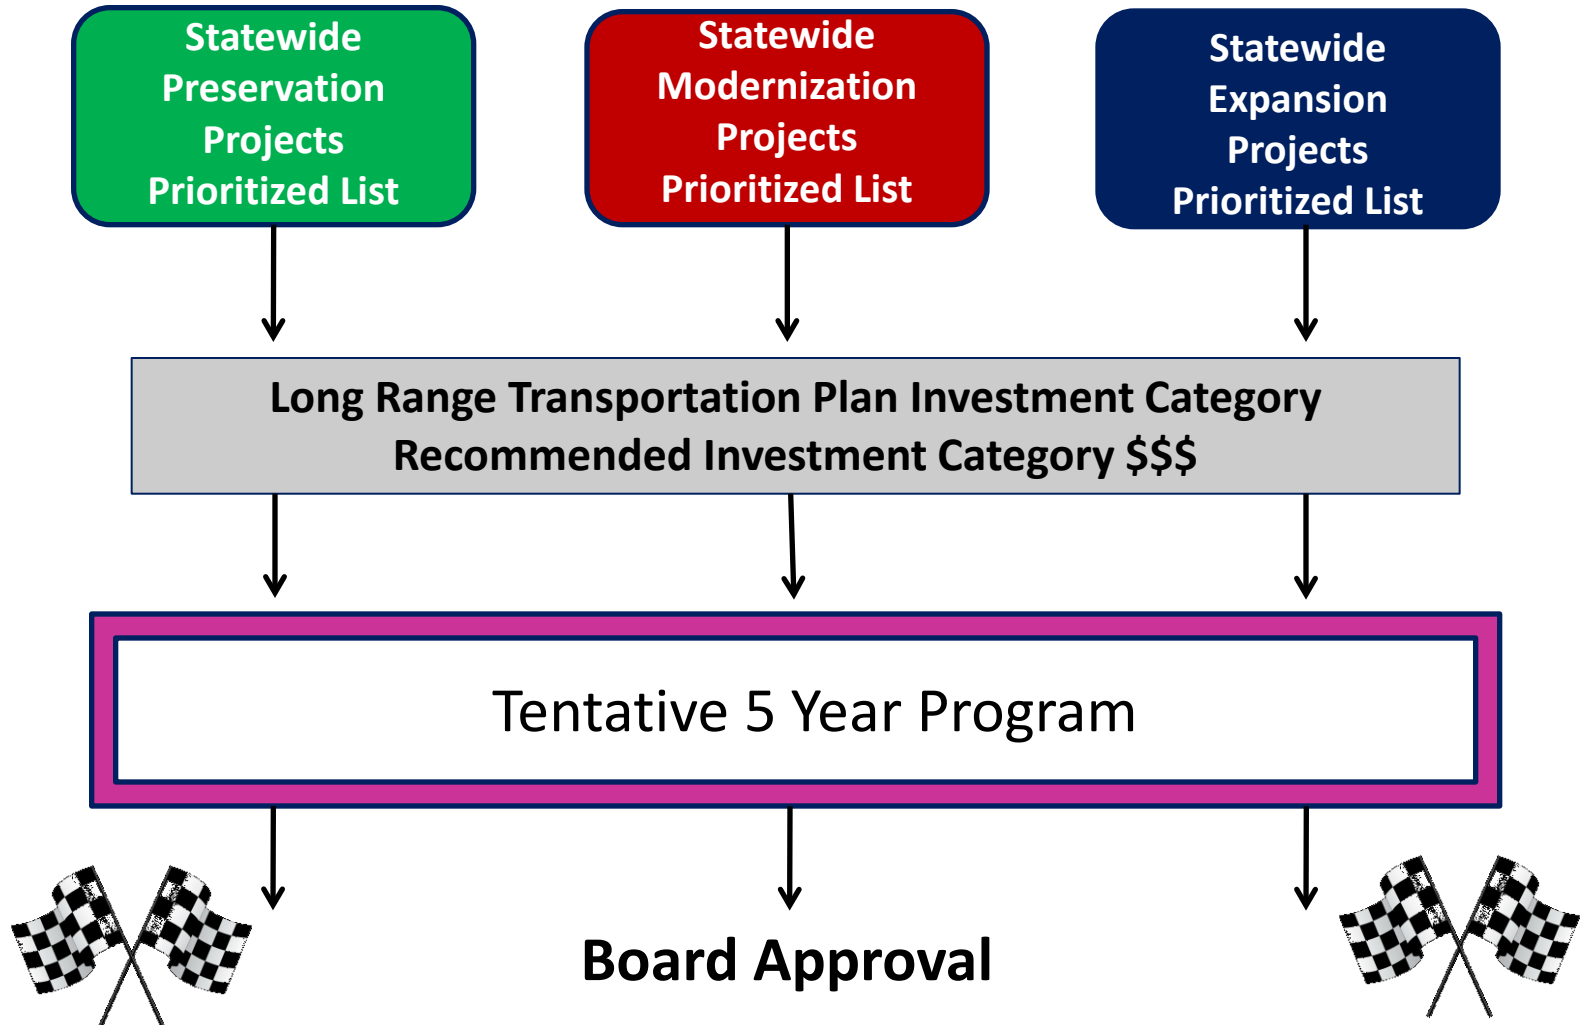 Statewide
Preservation
Projects
Prioritized List
Statewide
Modernization
Projects
Prioritized List
Statewide
Expansion
Projects
Prioritized List
Long Range Transportation Plan Investment Category
Recommended Investment Category $$$
Tentative 5 Year Program
Board Approval